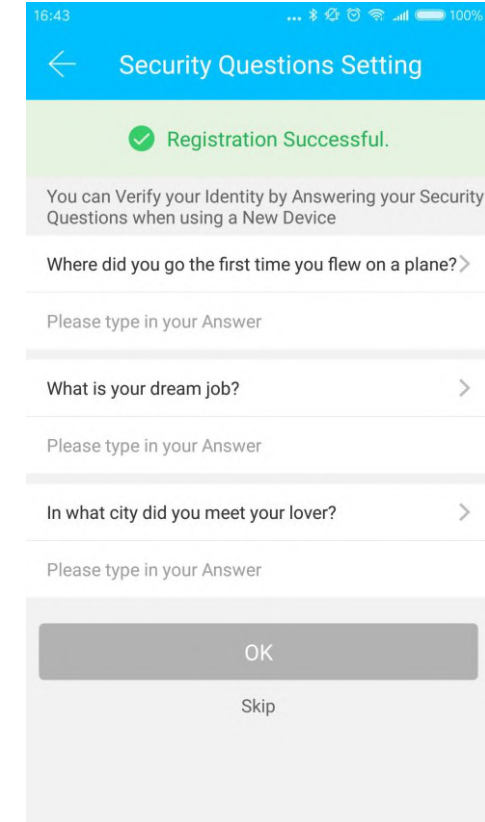 16:43
... 100%
Security Questions Setting
Registration Successful.
You can Verify your Identity by Answering your Security
Questions when using a New Device
Where did you go the first time you flew on a plane?
Please type in your Answer
What is your dream job?
Please type in your Answer
In what city did you meet your lover?
Please type in your Answer
OK
Skip